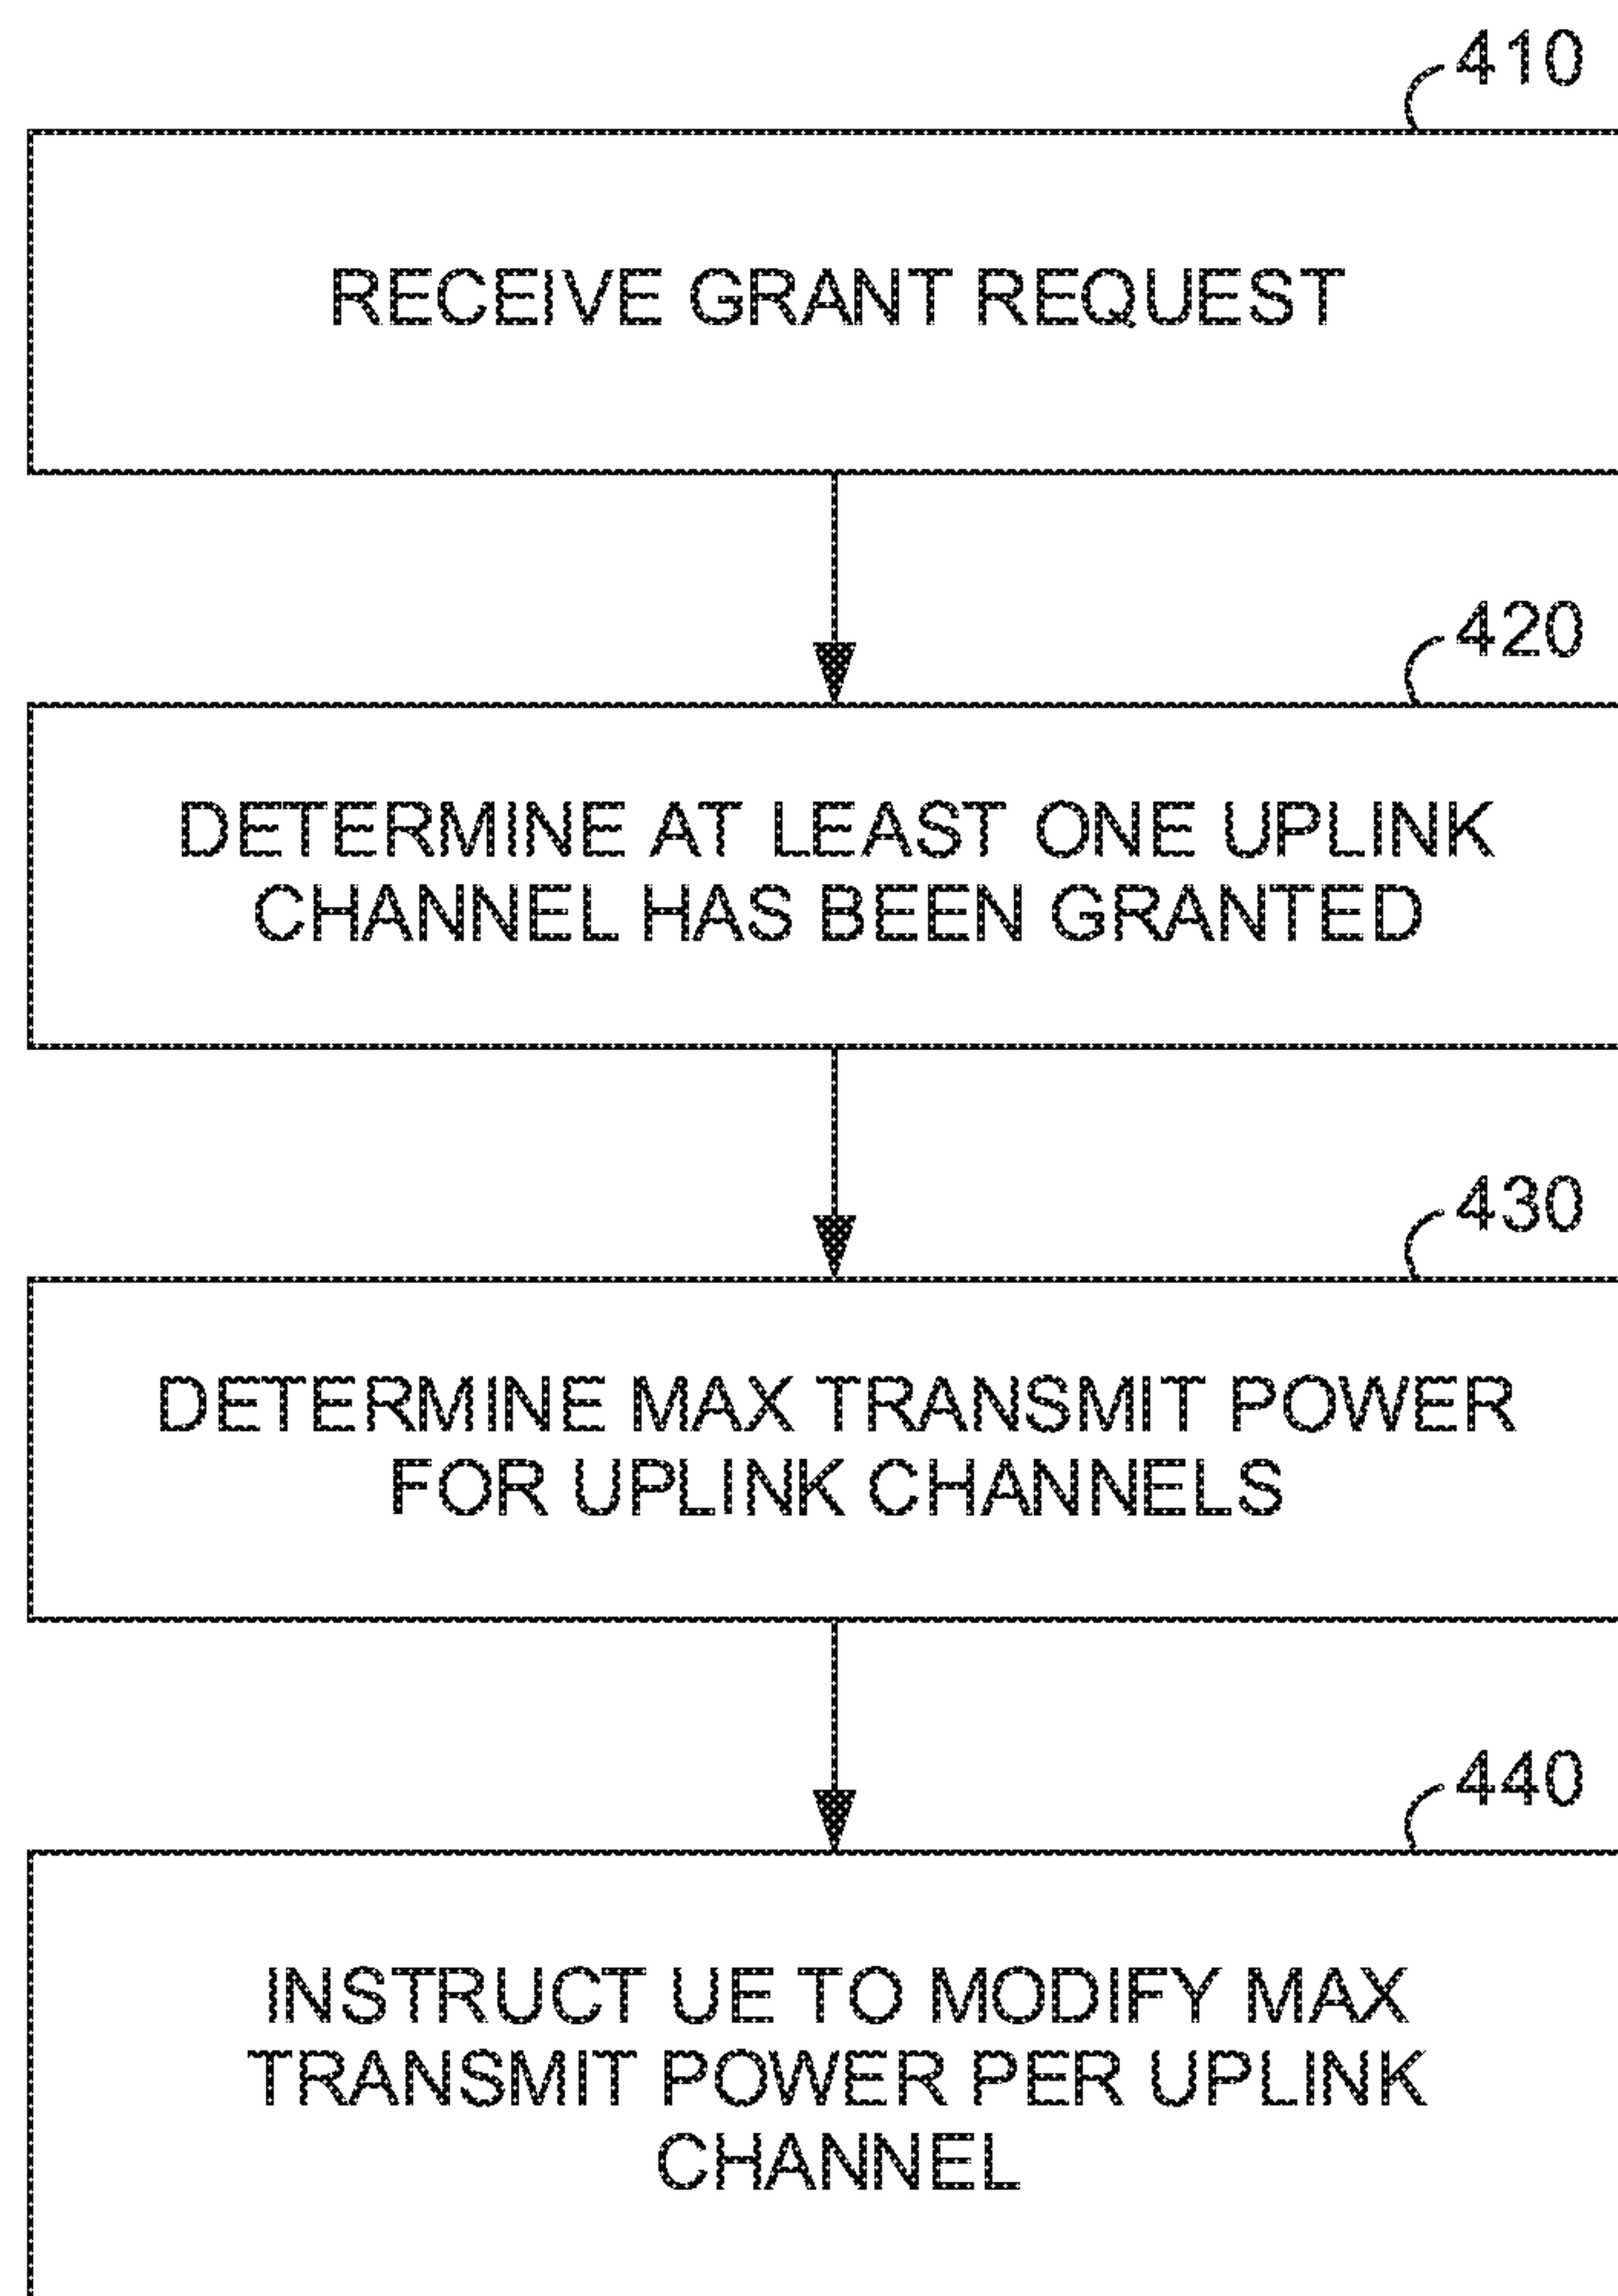 410
RECEIVE GRANT REQUEST
420
DETERMINE AT LEAST ONE UPLINK
CHANNEL HAS BEEN GRANTED
430
DETERMINE MAX TRANSMIT POWER
FOR UPLINK CHANNELS
440
INSTRUCT UE TO MODIFY MAX
TRANSMIT POWER PER UPLINK
CHANNEL